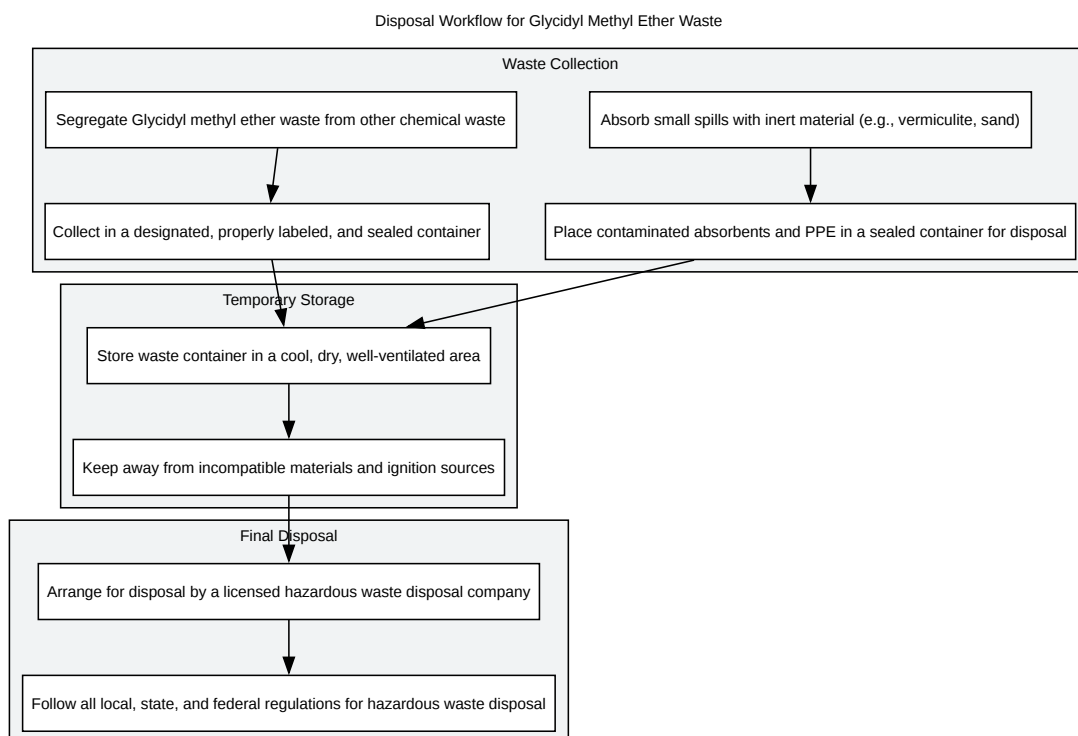 Disposal Workflow for Glycidyl Methyl Ether Waste
Waste Collection
Segregate Glycidyl methyl ether waste from other chemical waste
Absorb small spills with inert material (e.g., vermiculite, sand)
Collect in a designated, properly labeled, and sealed container
Place contaminated absorbents and PPE in a sealed container for disposal
Temporary Storage
Store waste container in a cool, dry, well-ventilated area
Keep away from incompatible materials and ignition sources
Final Disposal
Arrange for disposal by a licensed hazardous waste disposal company
Follow all local, state, and federal regulations for hazardous waste disposal